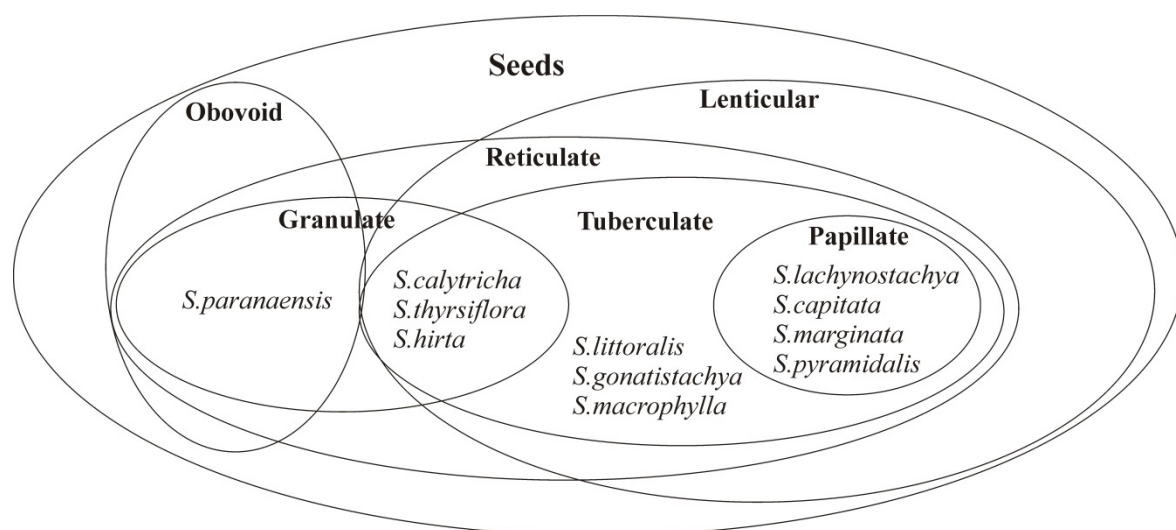 Seeds
Obovoid
Lenticular
Reticulate
Granulate
Tuberculate
Papillate
S.paranaensis
S.calytricha
S.thyrsiflora
S.hirta
S.littoralis
S.gonatistachya
S.macrophylla
S.lachynostachya
S.capitata
S.marginata
S.pyramidalis